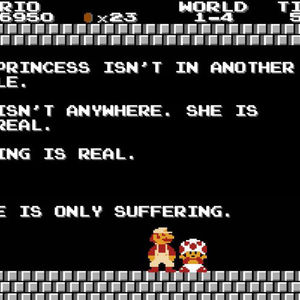 RIO WORLD TI
6950 ×23 1-4
PRINCESS ISN'T IN ANOTHER
LE.
ISN'T ANYWHERE. SHE IS
REAL.
ING IS REAL.
E IS ONLY SUFFERING.